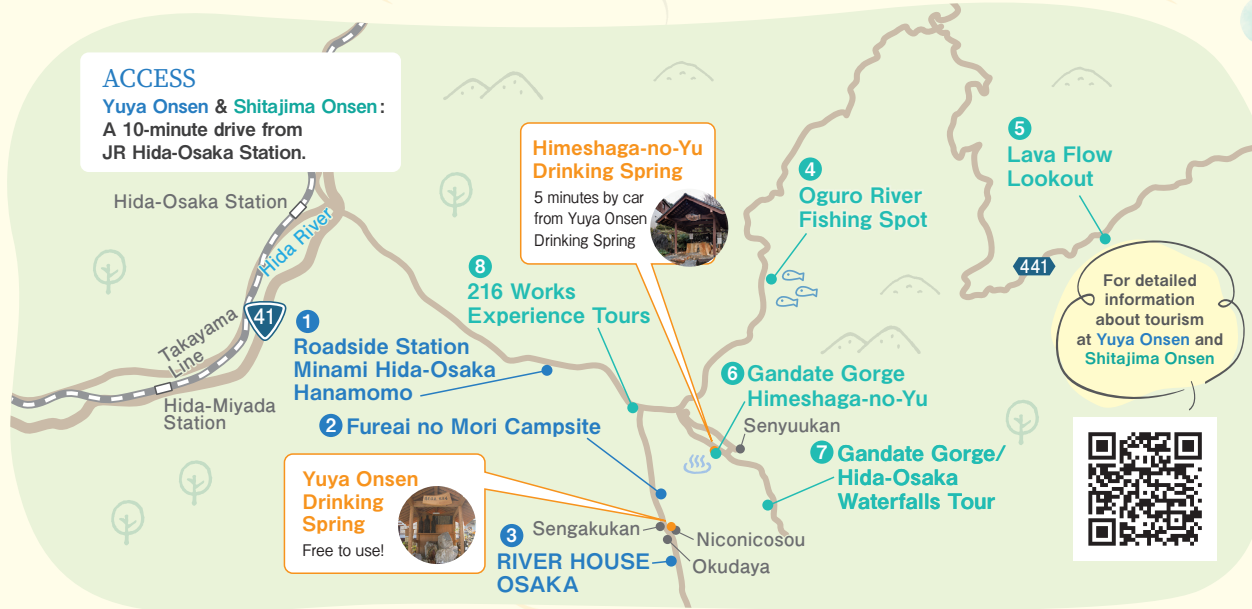 ACCESS
Yuya Onsen & Shitajima Onsen:
A 10-minute drive from
JR Hida-Osaka Station.
Hida-Osaka Station
Hida River
41
Takayama
Line
Hida-Miyada
Station
1
Roadside Station
Minami Hida-Osaka
Hanamomo
2 Fureai no Mori Campsite
Yuya Onsen
Drinking
Spring
Free to use!
3
RIVER HOUSE
OSAKA
Sengakukan
Niconicosou
Okudaya
Himeshaga-no-Yu
Drinking Spring
5 minutes by car
from Yuya Onsen
Drinking Spring
8
216 Works
Experience Tours
4
Oguro River
Fishing Spot
5
Lava Flow
Lookout
441
6 Gandate Gorge
Himeshaga-no-Yu
Senyuukan
7 Gandate Gorge/
Hida-Osaka
Waterfalls Tour
For detailed
information
about tourism
at Yuya Onsen and
Shitajima Onsen